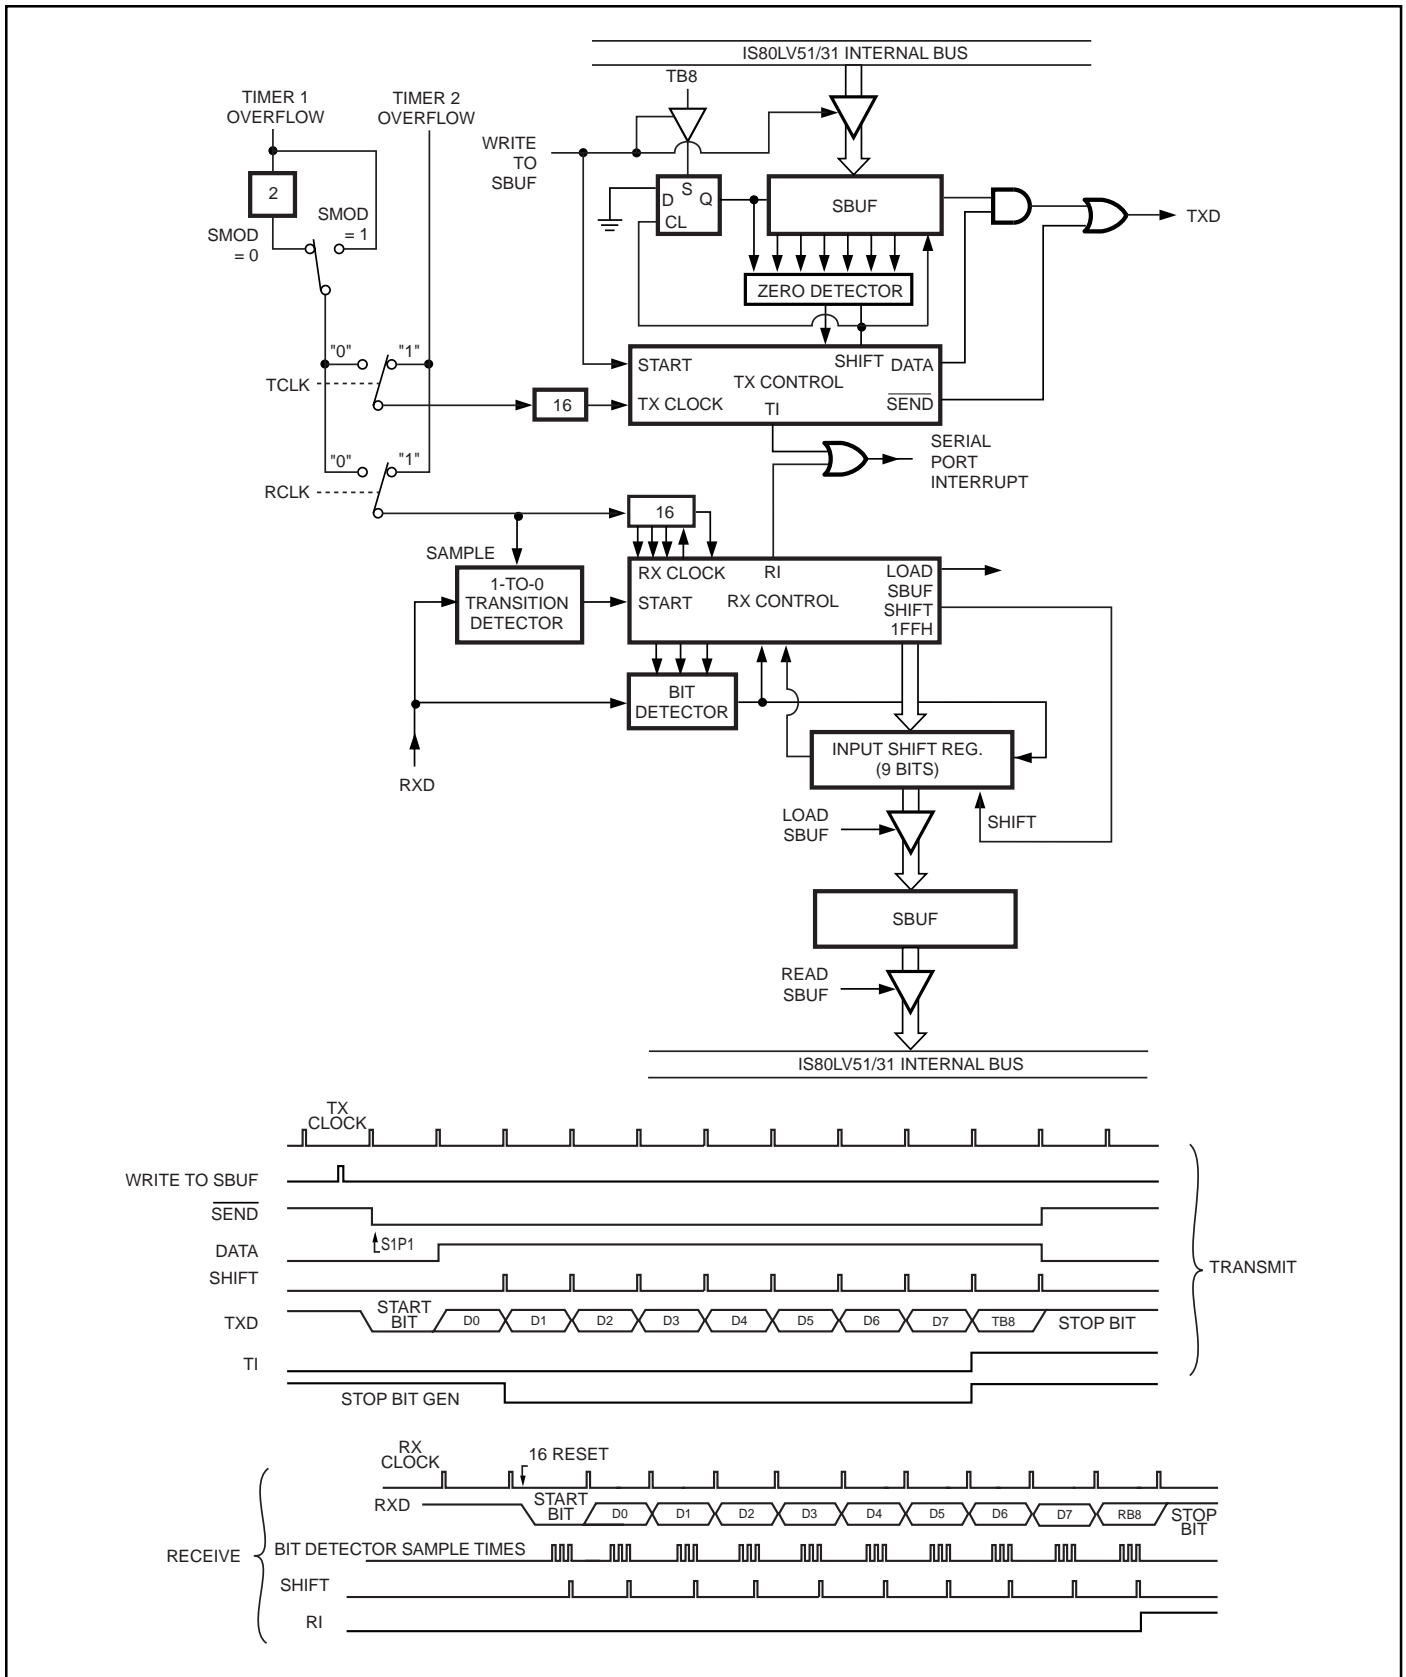 IS80LV51/31 INTERNAL BUS
TB8
TIMER 1
OVERFLOW
TIMER 2
OVERFLOW
WRITE
TO
SBUF
2
SMOD
= 1
SMOD
= 0
S
D
Q
CL
SBUF
TXD
ZERO DETECTOR
"0"
"1"
TCLK
16
START
SHIFT
DATA
TX CONTROL
TX CLOCK
TI
SEND
SERIAL
PORT
INTERRUPT
"0"
"1"
RCLK
16
SAMPLE
1-TO-0
TRANSITION
DETECTOR
RX CLOCK
RI
LOAD
SBUF
START
RX CONTROL
SHIFT
1FFH
BIT
DETECTOR
RXD
INPUT SHIFT REG.
(9 BITS)
LOAD
SBUF
SHIFT
SBUF
READ
SBUF
IS80LV51/31 INTERNAL BUS
TX
CLOCK
WRITE TO SBUF
SEND
S1P1
DATA
SHIFT
TRANSMIT
TXD
START
BIT
D0
D1
D2
D3
D4
D5
D6
D7
TB8
STOP BIT
TI
STOP BIT GEN
RX
CLOCK
16 RESET
RXD
START
BIT
D0
D1
D2
D3
D4
D5
D6
D7
RB8
STOP
BIT
RECEIVE
BIT DETECTOR SAMPLE TIMES
SHIFT
RI